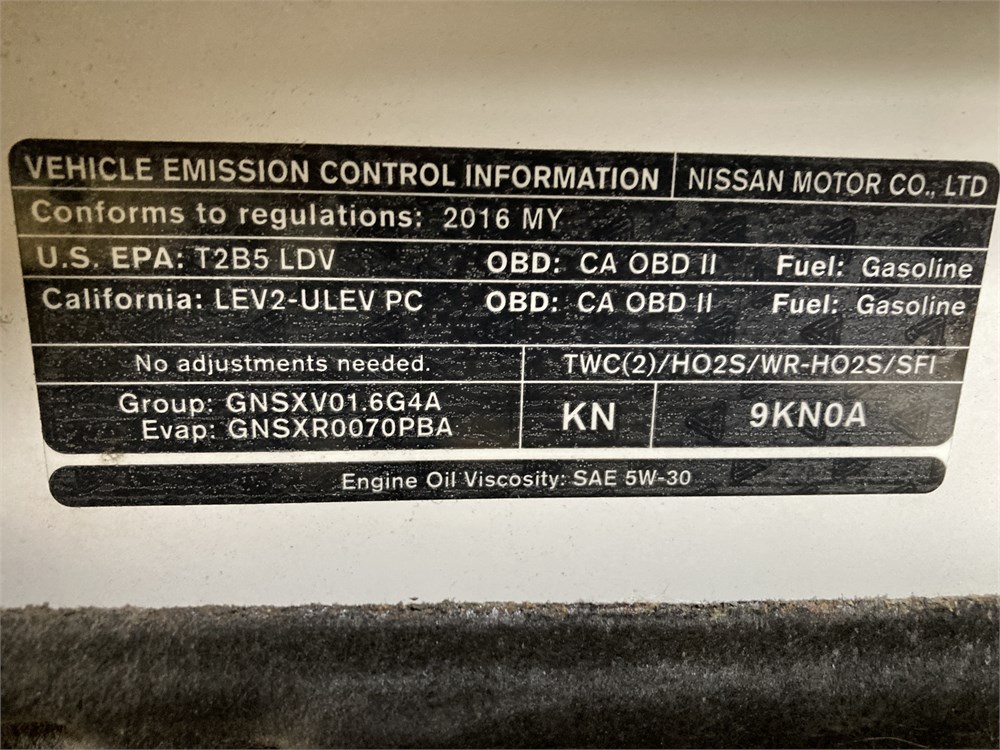 VEHICLE EMISSION CONTROL INFORMATION NISSAN MOTOR CO., LTD
Conforms to regulations: 2016 MY
U.S. EPA: T2B5 LDV OBD: CA OBD II Fuel: Gasoline
California: LEV2-ULEV PC OBD: CA OBD II Fuel: Gasoline
No adjustments needed. TWC(2)/HO2S/WR-HO2S/SFI
Group: GNSXV01.6G4A
Evap: GNSXR0070PBA
KN 9KN0A
Engine Oil Viscosity: SAE 5W-30